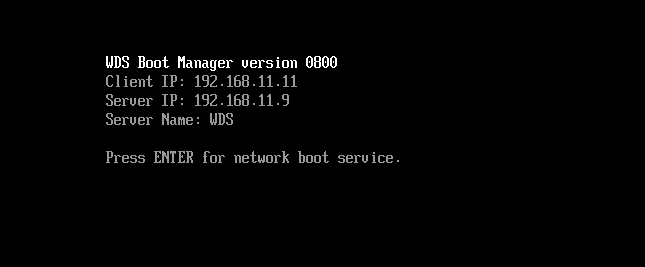 WDS Boot Manager version 0800
Client IP: 192.168.11.11
Server IP: 192.168.11.9
Server Name: WDS
Press ENTER for network boot service.